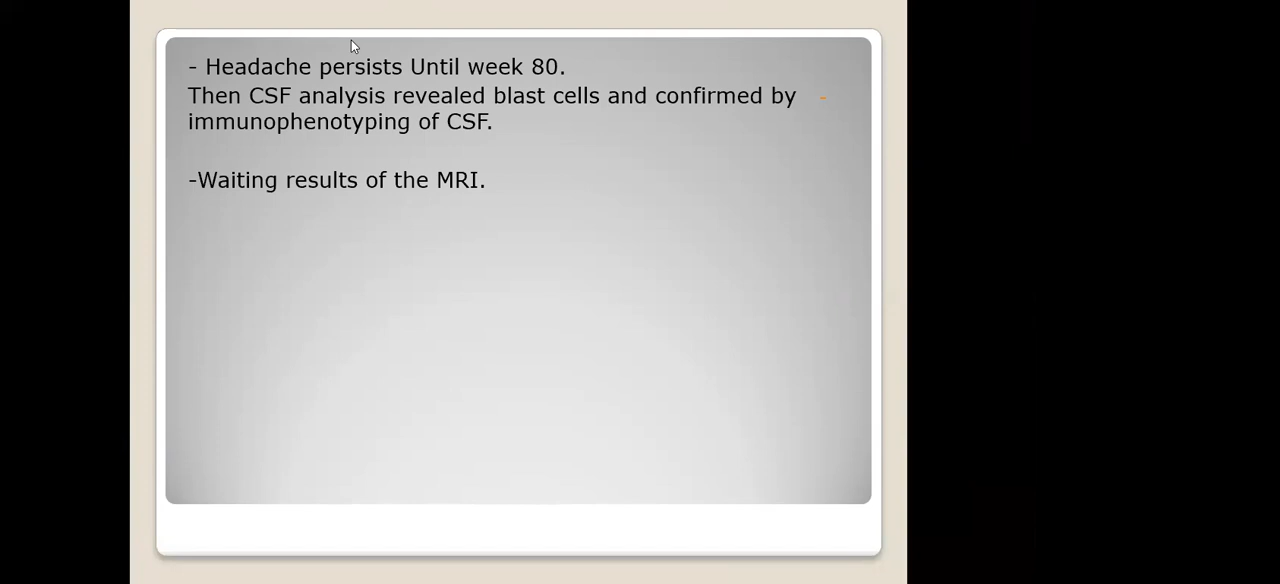 - Headache persists Until week 80.
Then CSF analysis revealed blast cells and confirmed by -
immunophenotyping of CSF.
-Waiting results of the MRI.